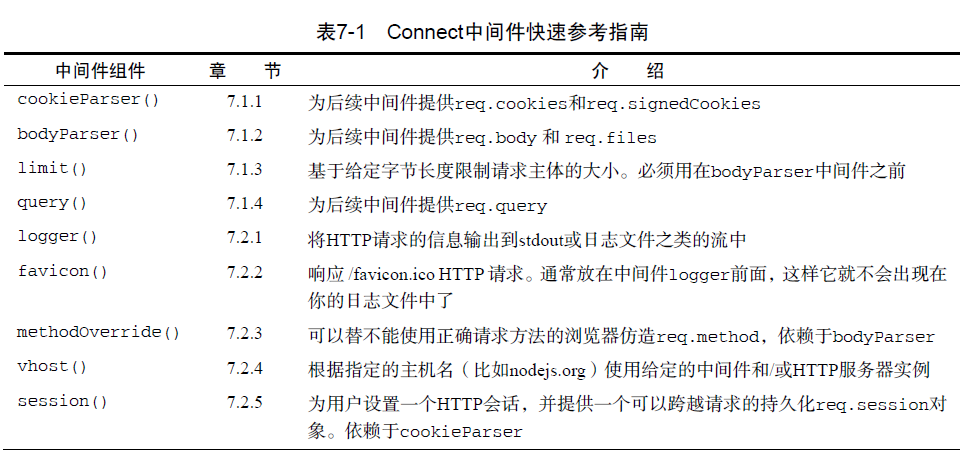 表7-1 Connect中间件快速参考指南
中间件组件 章 节 介 绍
cookieParser() 7.1.1 为后续中间件提供req.cookies和req.signedCookies
bodyParser() 7.1.2 为后续中间件提供req.body 和 req.files
limit() 7.1.3 基于给定字节长度限制请求主体的大小。必须用在bodyParser中间件之前
query() 7.1.4 为后续中间件提供req.query
logger() 7.2.1 将HTTP请求的信息输出到stdout或日志文件之类的流中
favicon() 7.2.2 响应 /favicon.ico HTTP 请求。通常放在中间件logger前面，这样它就不会出现在
你的日志文件中了
methodOverride() 7.2.3 可以替不能使用正确请求方法的浏览器仿造req.method，依赖于bodyParser
vhost() 7.2.4 根据指定的主机名（比如nodejs.org）使用给定的中间件和/或HTTP服务器实例
session() 7.2.5 为用户设置一个HTTP会话，并提供一个可以跨越请求的持久化req.session对
象。依赖于cookieParser